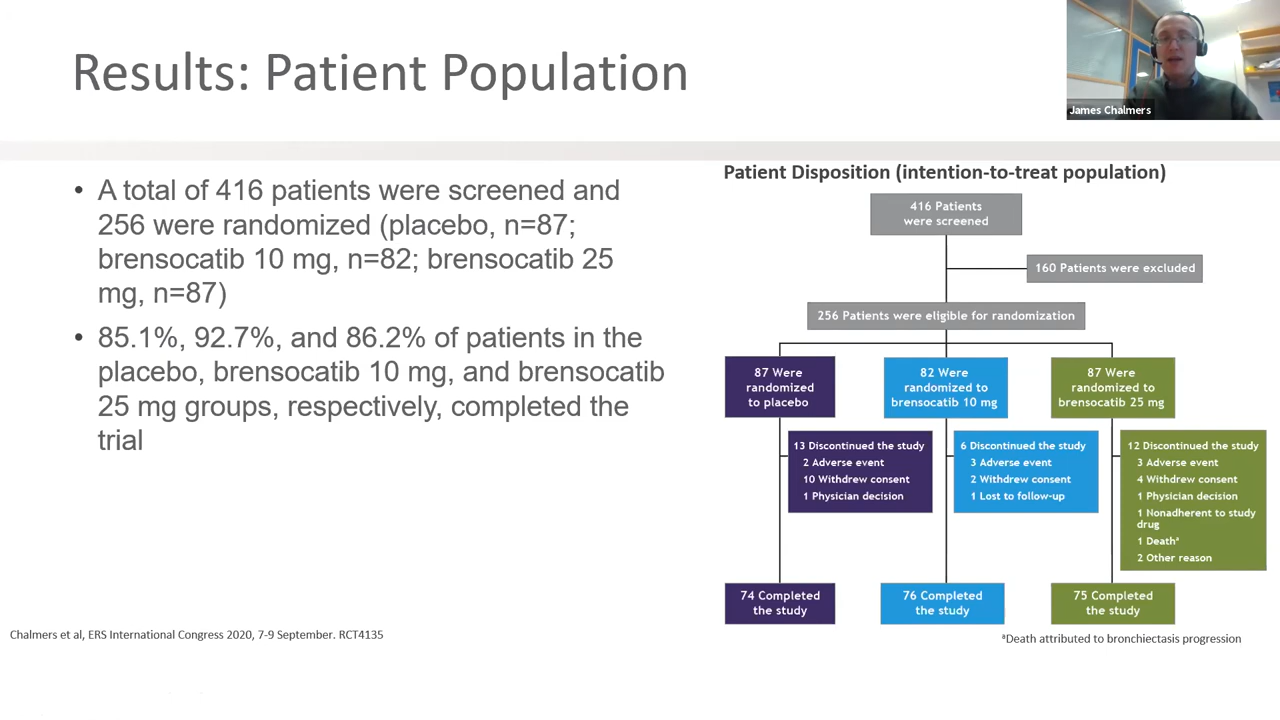 Results: Patient Population
James Chalmers
• A total of 416 patients were screened and
256 were randomized (placebo, n=87;
brensocatib 10 mg, n=82; brensocatib 25
mg, n=87)
• 85.1%, 92.7%, and 86.2% of patients in the
placebo, brensocatib 10 mg, and brensocatib
25 mg groups, respectively, completed the
trial
Patient Disposition (intention-to-treat population)
416 Patients
were screened
160 Patients were excluded
256 Patients were eligible for randomization
87 Were
randomized
to placebo
82 Were
randomized to
brensocatib 10 mg
87 Were
randomized to
brensocatib 25 mg
13 Discontinued the study
2 Adverse event
10 Withdrew consent
1 Physician decision
6 Discontinued the study
3 Adverse event
2 Withdrew consent
1 Lost to follow-up
12 Discontinued the study
3 Adverse event
4 Withdrew consent
1 Physician decision
1 Nonadherent to study
drug
1 Deathᵃ
2 Other reason
74 Completed
the study
76 Completed
the study
75 Completed
the study
Chalmers et al, ERS International Congress 2020, 7-9 September. RCT4135
ᵃDeath attributed to bronchiectasis progression